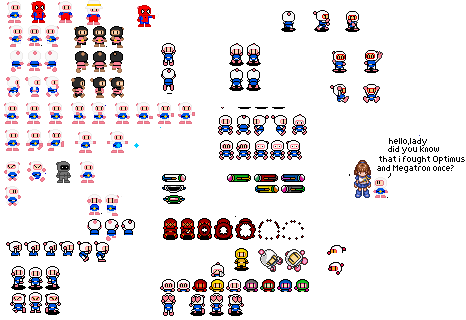 hello,lady
did you know
that i fought Optimus
and Megatron once?